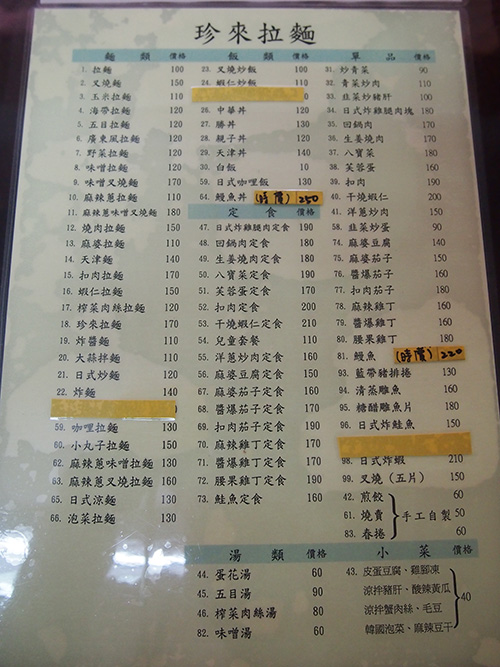 珍來拉麵
麵 類 價格
1. 拉麵 100
2. 叉燒麵 150
3. 玉米拉麵 110
4. 海帶拉麵 120
5. 五目拉麵 120
6. 廣東風拉麵 120
7. 野菜拉麵 120
8. 味噌拉麵 120
9. 味噌叉燒麵 170
10. 麻辣蔥麵 110
11. 麻辣蔥味噌叉燒麵 180
12. 燒肉拉麵 150
13. 麻婆拉麵 110
14. 天津麵 140
15. 扣肉拉麵 170
16. 蝦仁拉麵 150
17. 榨菜肉絲拉麵 120
18. 珍來拉麵 170
19. 炸醬麵 110
20. 大蒜拌麵 110
21. 日式炒麵 120
22. 炸麵 140
59. 咖哩拉麵 130
60. 小丸子拉麵 150
62. 麻辣蔥味噌拉麵 130
63. 麻辣蔥叉燒拉麵 160
65. 日式涼麵 130
66. 泡菜拉麵 130
飯 類 價格
23. 叉燒炒飯 100
24. 蝦仁炒飯 110
0
26. 中華丼 120
27. 勝丼 130
28. 親子丼 120
29. 天津丼 140
30. 白飯 10
59. 日式咖哩飯 130
64. 鰻魚丼 (時價) 250
定 食 價格
47. 日式炸雞腿肉定食 190
48. 回鍋肉定食 180
49. 生姜燒肉定食 180
50. 八寶菜定食 190
51. 芙蓉蛋定食 170
52. 扣肉定食 200
53. 干燒蝦仁定食 210
54. 兒童套餐 110
55. 洋蔥炒肉定食 160
56. 麻婆豆腐定食 150
67. 麻婆茄子定食 160
68. 醬爆茄子定食 170
69. 扣肉茄子定食 190
70. 麻辣雞丁定食 170
71. 醬爆雞丁定食 170
72. 腰果雞丁定食 190
73. 鮭魚定食 160
湯 類 價格
44. 蛋花湯 60
45. 五目湯 90
46. 榨菜肉絲湯 80
82. 味噌湯 60
單 品 價格
31. 炒青菜 90
32. 青菜炒肉 110
33. 韭菜炒豬肝 100
34. 日式炸雞腿肉塊 180
35. 回鍋肉 170
36. 生姜燒肉 170
37. 八寶菜 180
38. 芙蓉蛋 160
39. 扣肉 190
40. 干燒蝦仁 200
41. 洋蔥炒肉 150
58. 韭菜炒蛋 90
74. 麻婆豆腐 140
75. 麻婆茄子 150
76. 醬爆茄子 160
77. 扣肉茄子 180
78. 麻辣雞丁 160
79. 醬爆雞丁 160
80. 腰果雞丁 180
81. 鰻魚 (時價) 220
93. 藍帶豬排捲 130
94. 清蒸鱈魚 160
95. 糖醋鱈魚片 180
96. 日式炸鮭魚 150
98. 日式炸蝦 210
99. 叉燒（五片） 150
42. 煎餃 60
61. 燒賣 手工自製 50
83. 春捲 60
小 菜 價格
43. 皮蛋豆腐、雞郅凍
涼拌豬肝、酸辣黃瓜 40
涼拌蟹肉絲、毛豆
韓國泡菜、麻辣豆干